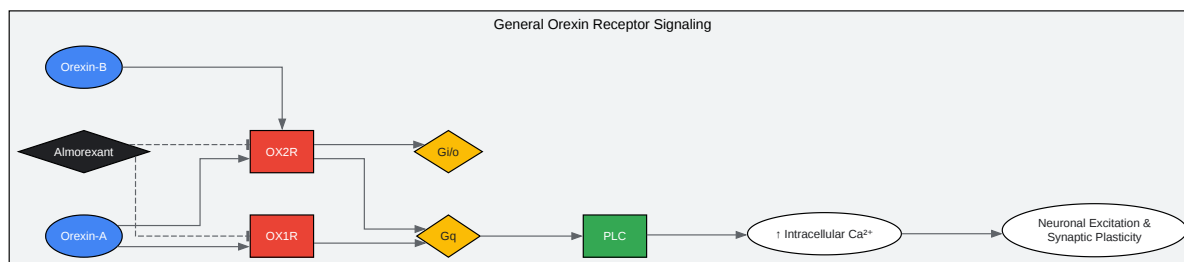 General Orexin Receptor Signaling
Orexin-B
Almorexant
OX2R
Gi/o
Orexin-A
OX1R
Gq
PLC
↑ Intracellular Ca²⁺
Neuronal Excitation &
Synaptic Plasticity